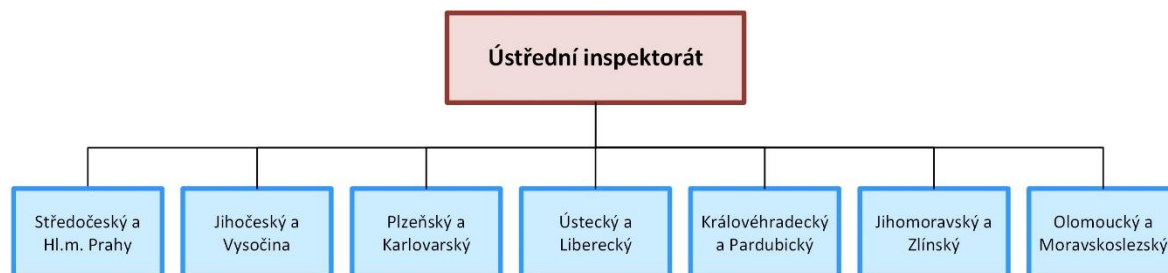 Ústřední inspektorát
Středočeský a
Hl.m. Prahy
Jihočeský a
Vysočina
Plzeňský a
Karlovarský
Ústecký a
Liberecký
Královéhradecký
a Pardubický
Jihomoravský a
Zlínský
Olomoucký a
Moravskoslezský